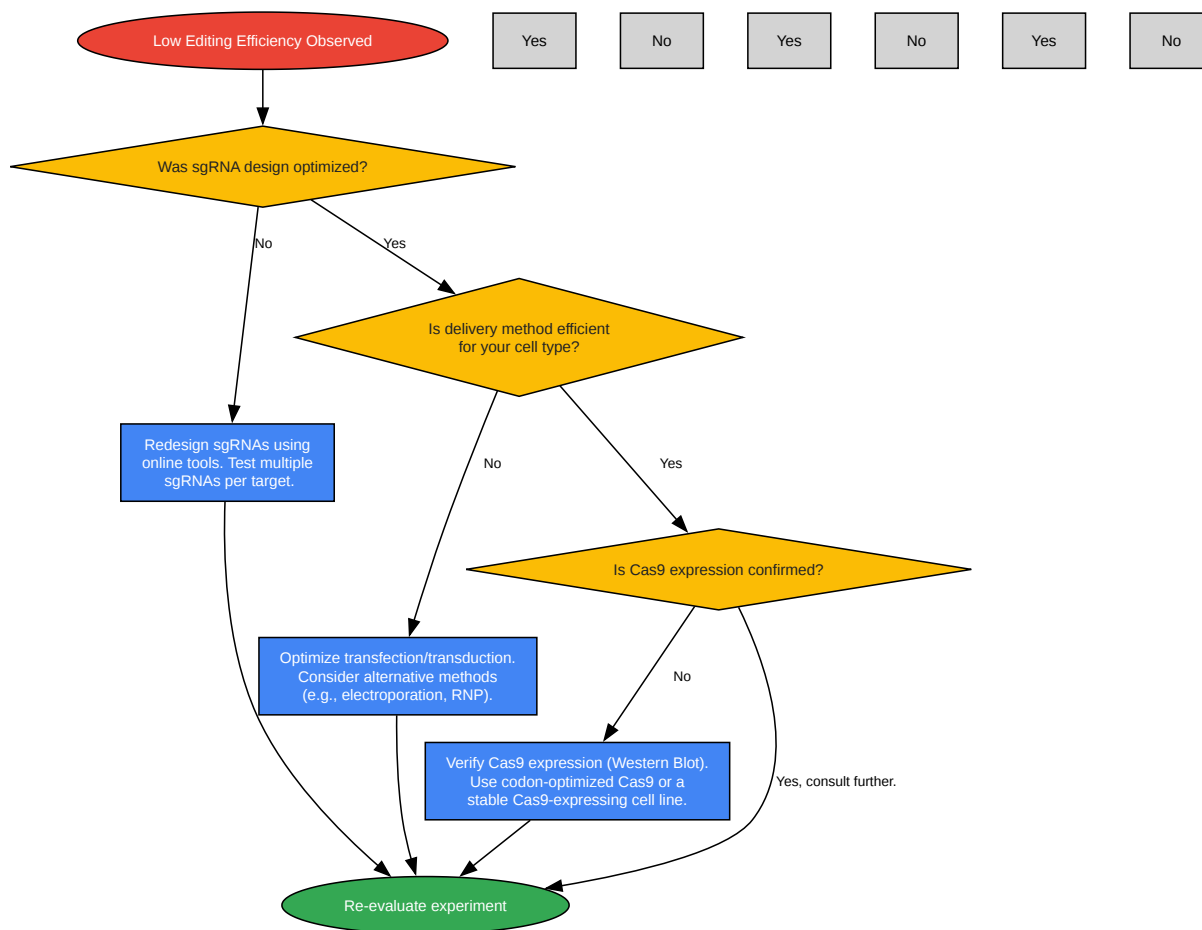 Low Editing Efficiency Observed
Yes
No
Yes
No
Yes
No
Was sgRNA design optimized?
No
Yes
Is delivery method efficient
for your cell type?
Redesign sgRNAs using
online tools. Test multiple
sgRNAs per target.
No
Yes
Is Cas9 expression confirmed?
Optimize transfection/transduction.
Consider alternative methods
(e.g., electroporation, RNP).
No
Verify Cas9 expression (Western Blot).
Use codon-optimized Cas9 or a
stable Cas9-expressing cell line.
Yes, consult further.
Re-evaluate experiment